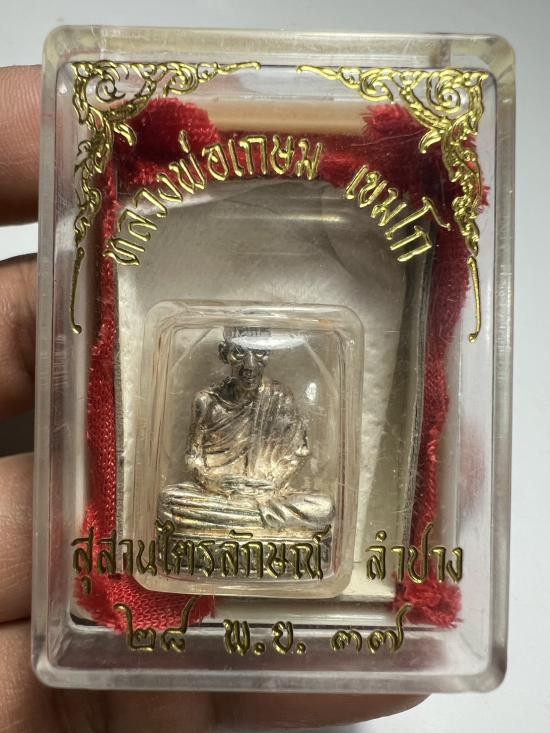 หลวงพ่อเกษม เขมโก
สุสานไตรลักษณ์ ลำปาง
๒๘ พ.ย. ๓๗